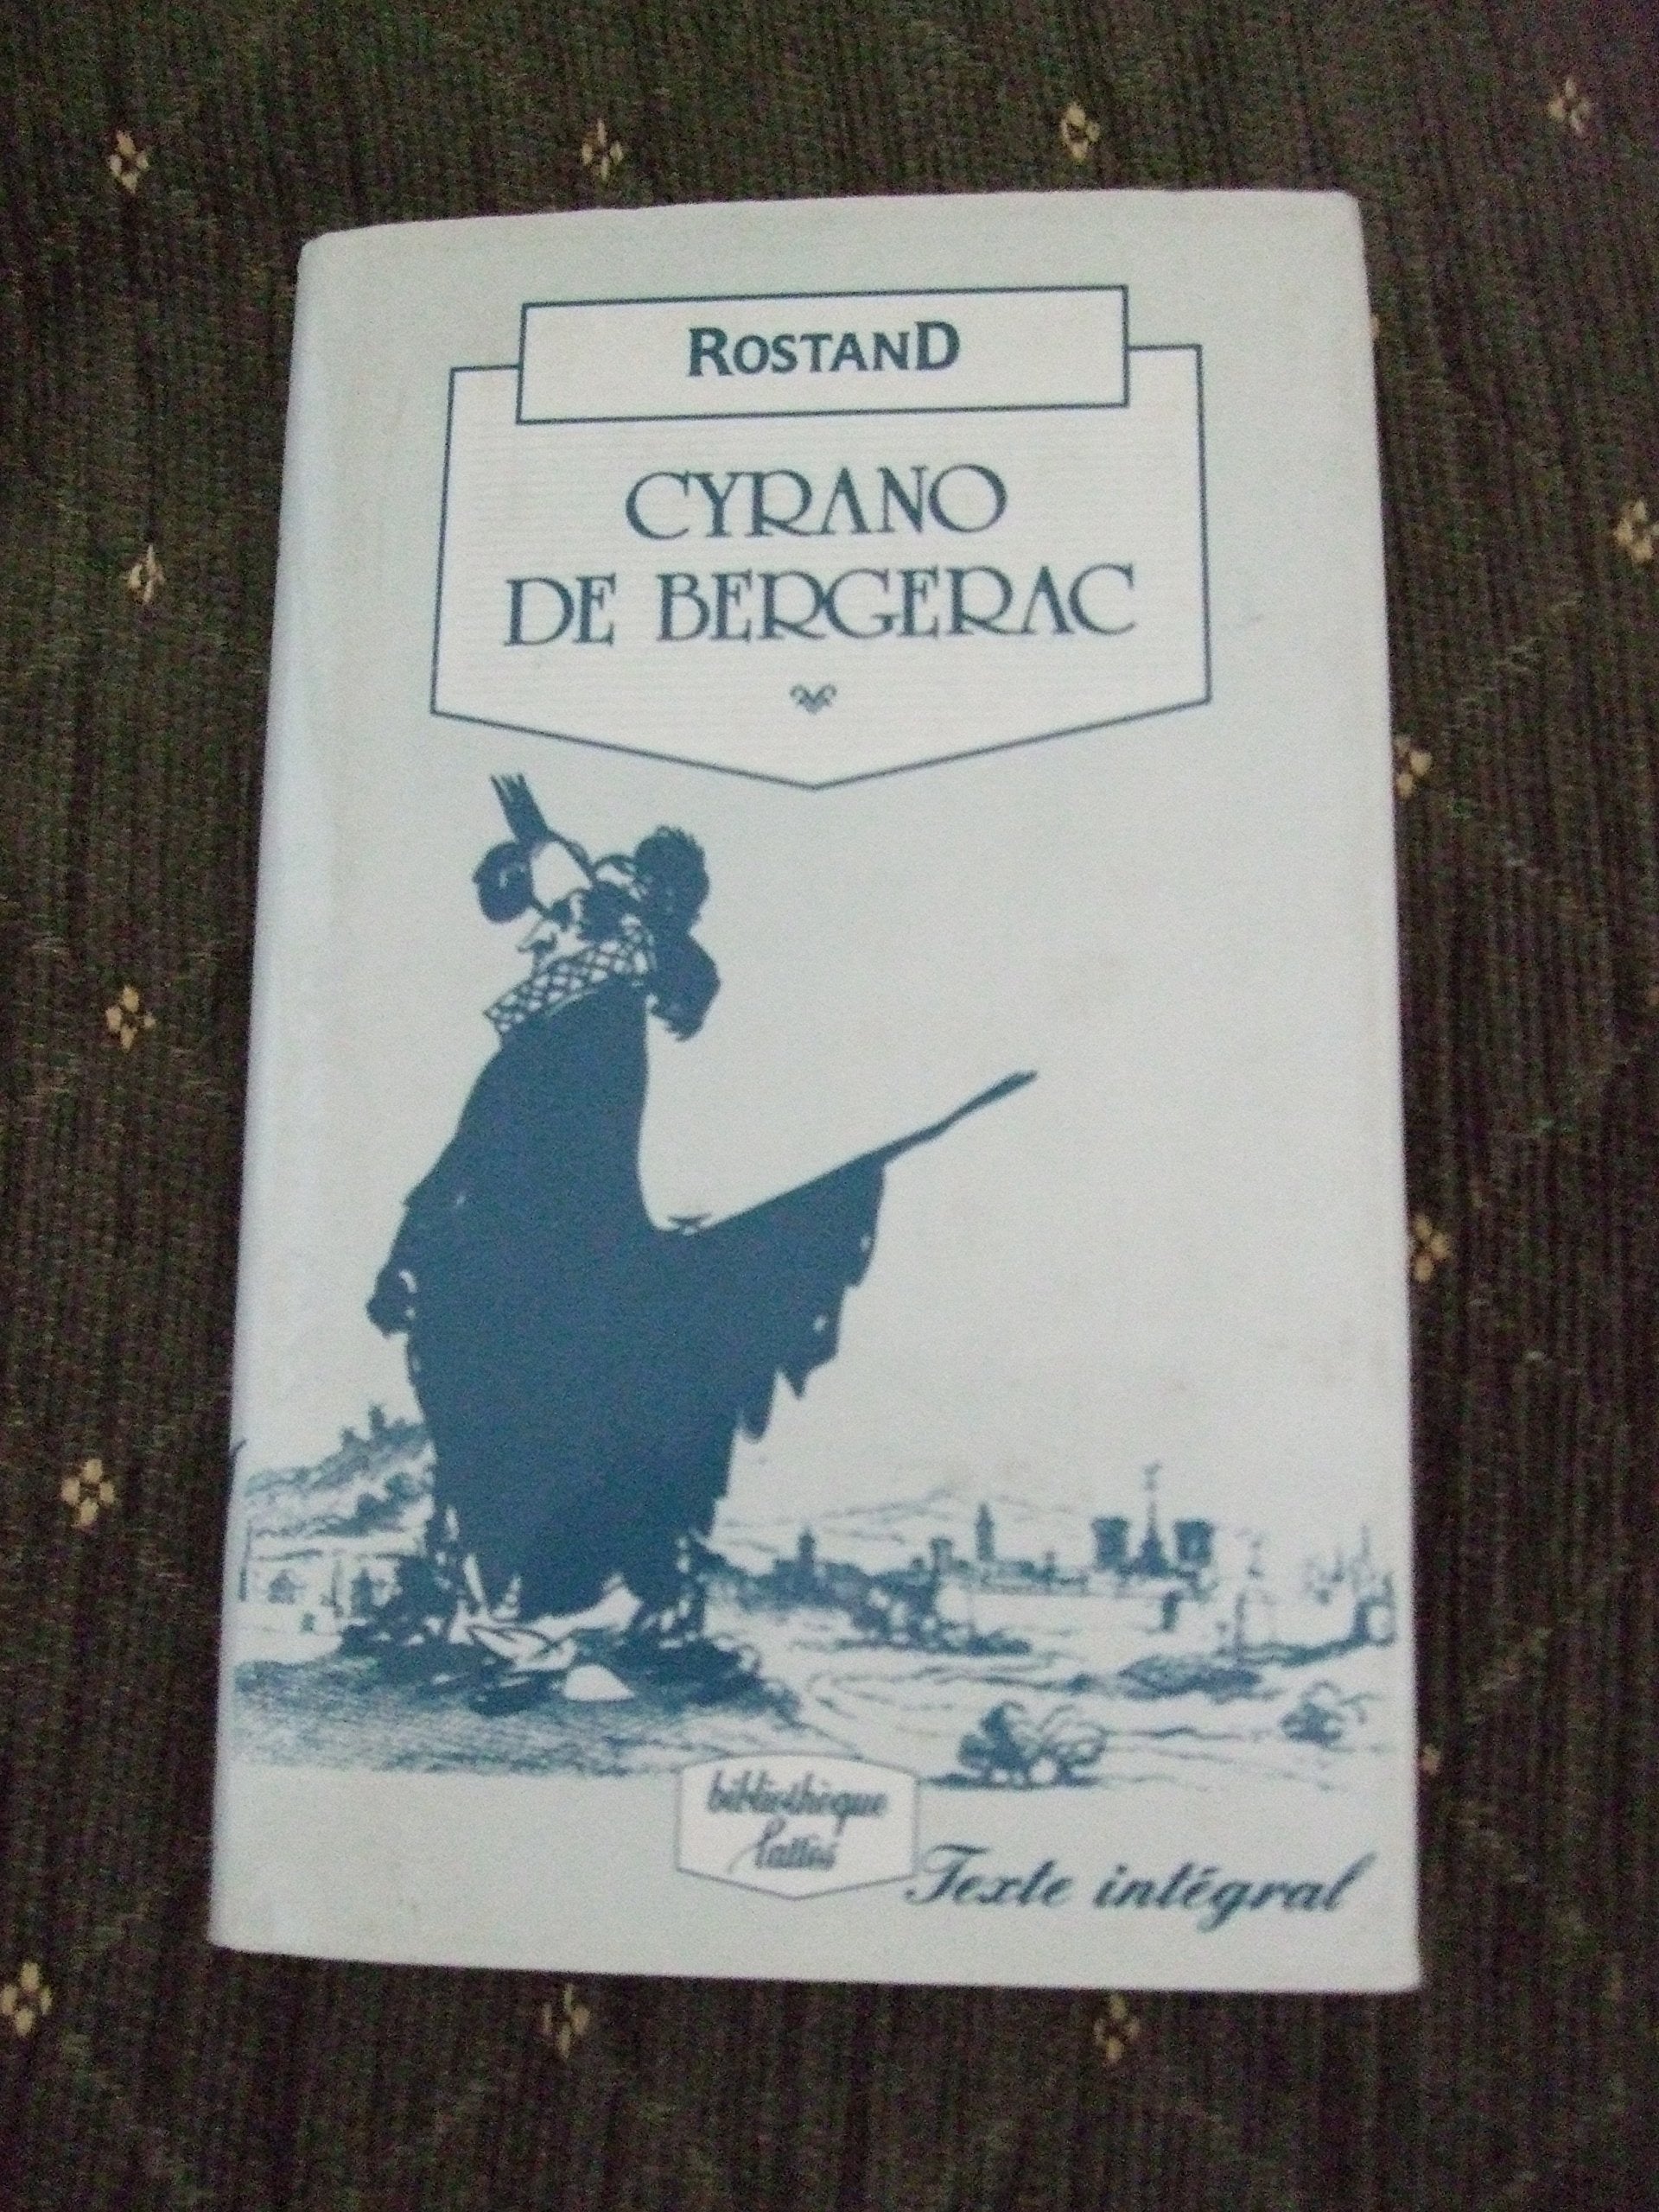 ROSTAND
CYRANO
DE BERGERAC
bibliothèque
Lattès
Texte intégral